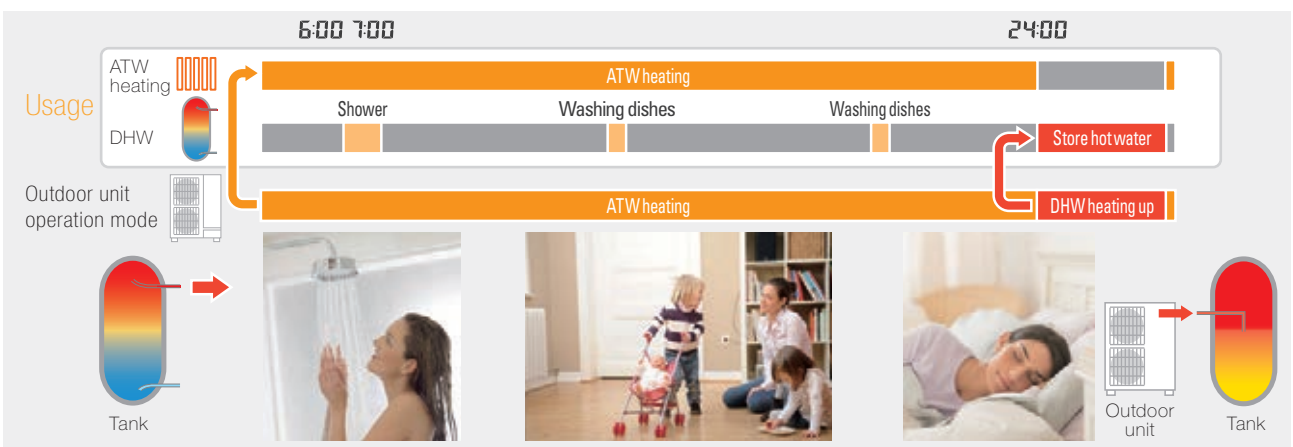 6:00 7:00 24:00
Usage
ATW
heating
ATW heating
Shower Washing dishes Washing dishes
DHW
Store hot water
Outdoor unit
operation mode
ATW heating DHW heating up
Tank
Outdoor
unit
Tank